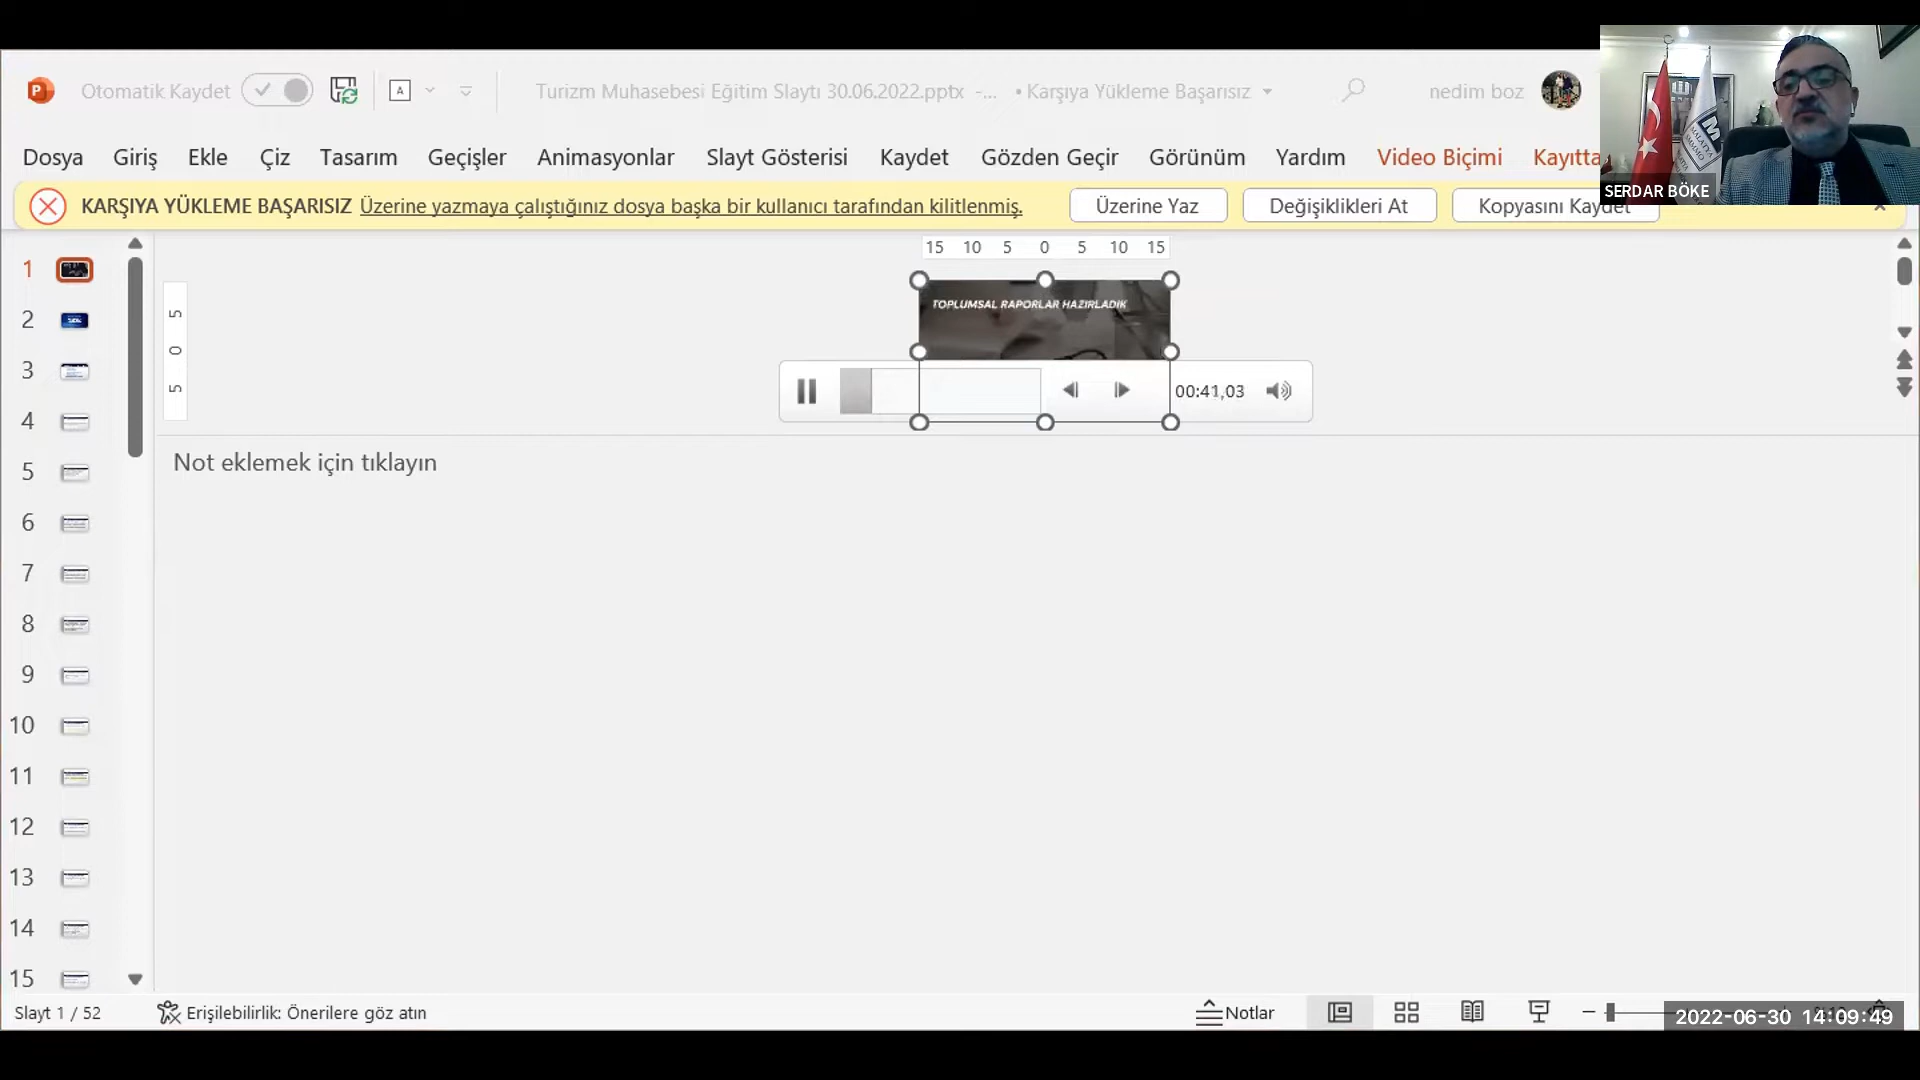 Otomatik Kaydet
A
Turizm Muhasebesi Eğitim Slaytı 30.06.2022.pptx -... • Karşıya Yükleme Başarısız
nedim boz
Dosya Giriş Ekle Çiz Tasarım Geçişler Animasyonlar Slayt Gösterisi Kaydet Gözden Geçir Görünüm Yardım Video Biçimi Kayıtta
SERDAR BÖKE
KARŞIYA YÜKLEME BAŞARISIZ Üzerine yazmaya çalıştığınız dosya başka bir kullanıcı tarafından kilitlenmiş. Üzerine Yaz Değişiklikleri At Kopyasını Kaydet
15 10 5 0 5 10 15
5
0
5
TOPLUMSAL RAPORLAR HAZIRLADIK
00:41,03
Not eklemek için tıklayın
1
2
3
4
5
6
7
8
9
10
11
12
13
14
15
Slayt 1 / 52 Erişilebilirlik: Önerilere göz atın Notlar
2022-06-30 14:09:49